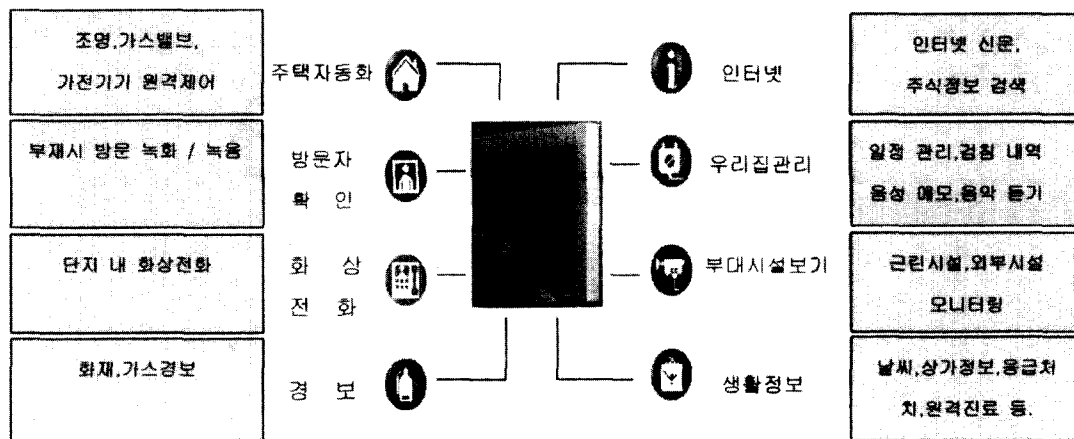 조명,가스밸브,
가전기기 원격제어
주택자동화
인터넷
인터넷 신문,
주식정보 검색
부재시 방문 녹화 / 녹음
방문자
확 인
우리집관리
일정 관리,검침 내역
음성 메모,음악 듣기
단지 내 화상전화
화 상
전 화
부대시설보기
근린시설,외부시설
모니터링
화재,가스경보
경 보
생활정보
날씨,상가정보,응급처
치,원격진료 등.